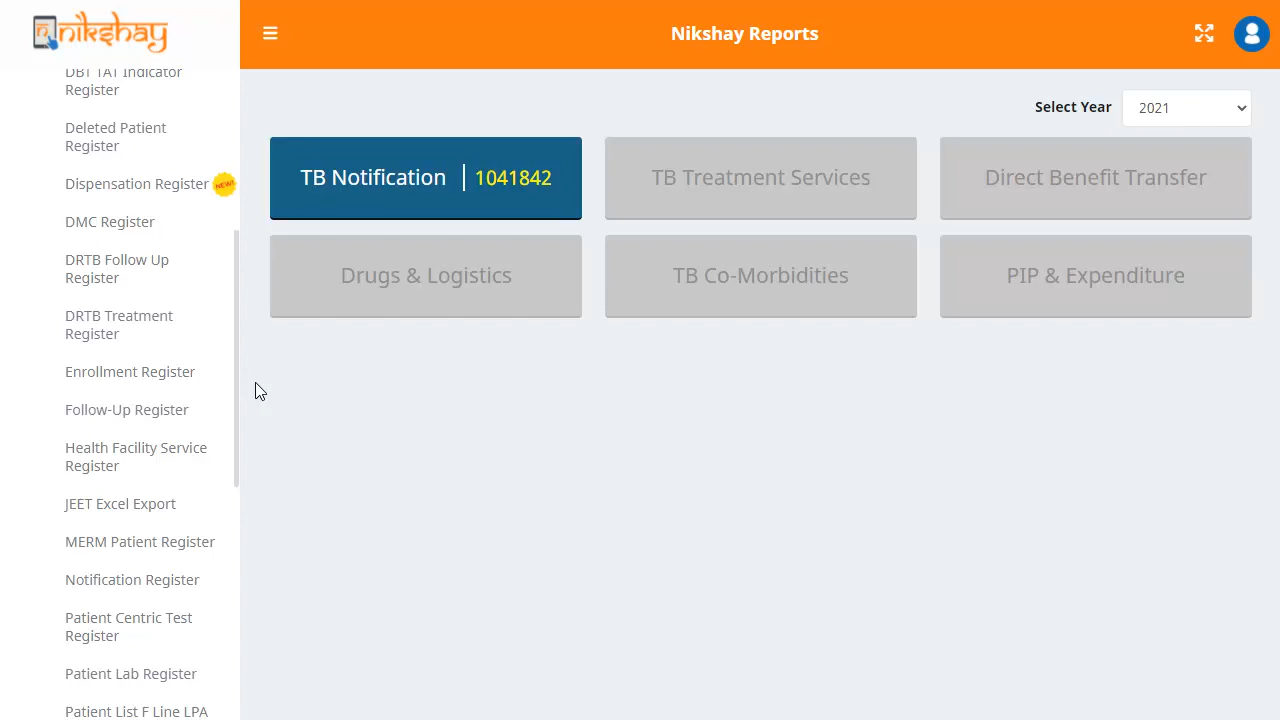 nikshay
Nikshay Reports
DBT TAT Indicator
Register
Deleted Patient
Register
Dispensation Register NEW!
DMC Register
DRTB Follow Up
Register
DRTB Treatment
Register
Enrollment Register
Follow-Up Register
Health Facility Service
Register
JEET Excel Export
MERM Patient Register
Notification Register
Patient Centric Test
Register
Patient Lab Register
Patient List F Line LPA
Select Year 2021
TB Notification 1041842
TB Treatment Services
Direct Benefit Transfer
Drugs & Logistics
TB Co-Morbidities
PIP & Expenditure